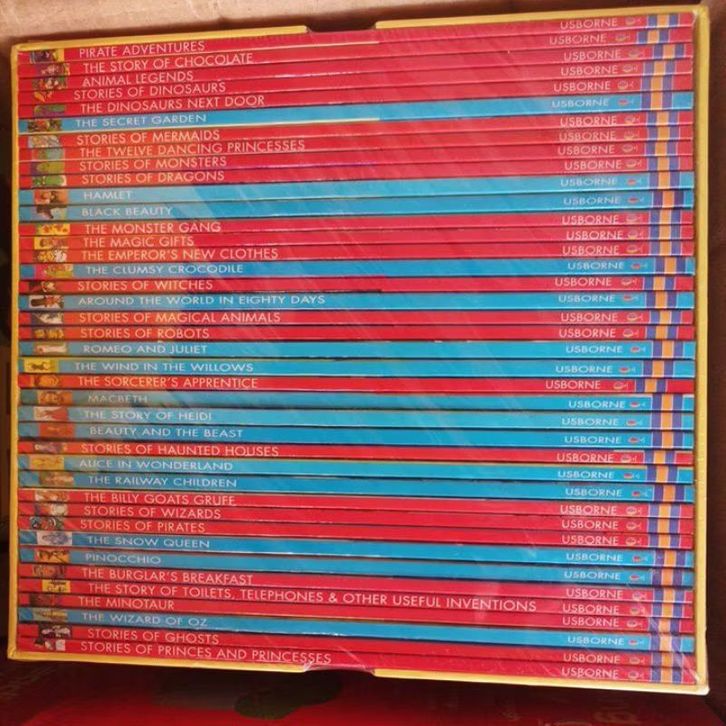 PIRATE ADVENTURES USBORNE
THE STORY OF CHOCOLATE USBORNE
ANIMAL LEGENDS USBORNE
STORIES OF DINOSAURS USBORNE
THE DINOSAURS NEXT DOOR USBORNE
THE SECRET GARDEN USBORNE
STORIES OF MERMAIDS USBORNE
THE TWELVE DANCING PRINCESSES USBORNE
STORIES OF MONSTERS USBORNE
STORIES OF DRAGONS USBORNE
HAMLET USBORNE
BLACK BEAUTY USBORNE
THE MONSTER GANG USBORNE
THE MAGIC GIFTS USBORNE
THE EMPEROR'S NEW CLOTHES USBORNE
THE CLUMSY CROCODILE USBORNE
STORIES OF WITCHES USBORNE
AROUND THE WORLD IN EIGHTY DAYS USBORNE
STORIES OF MAGICAL ANIMALS USBORNE
STORIES OF ROBOTS USBORNE
ROMEO AND JULIET USBORNE
THE WIND IN THE WILLOWS USBORNE
THE SORCERER'S APPRENTICE USBORNE
MACBETH USBORNE
THE STORY OF HEIDI USBORNE
BEAUTY AND THE BEAST USBORNE
STORIES OF HAUNTED HOUSES USBORNE
ALICE IN WONDERLAND USBORNE
THE RAILWAY CHILDREN USBORNE
THE BILLY GOATS GRUFF USBORNE
STORIES OF WIZARDS USBORNE
STORIES OF PIRATES USBORNE
THE SNOW QUEEN USBORNE
PINOCCHIO USBORNE
THE BURGLAR'S BREAKFAST USBORNE
THE STORY OF TOILETS, TELEPHONES & OTHER USEFUL INVENTIONS USBORNE
THE MINOTAUR USBORNE
THE WIZARD OF OZ USBORNE
STORIES OF GHOSTS USBORNE
STORIES OF PRINCES AND PRINCESSES USBORNE